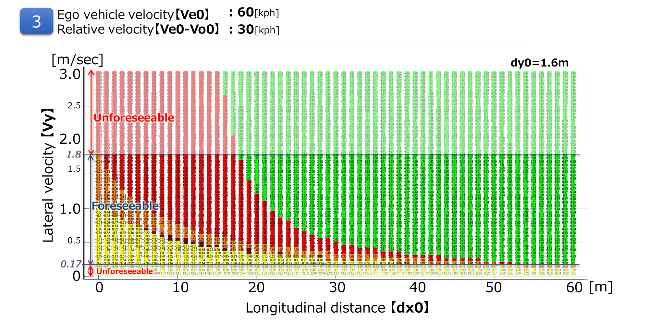 3
Ego vehicle velocity【Ve0】 : 60[kph]
Relative velocity【Ve0-Vo0】 : 30[kph]
[m/sec]
dy0=1.6m
3.0
2.5
Unforeseeable
2.0
1.8
1.5
Foreseeable
1.0
0.5
0.17
Unforeseeable
0
Lateral velocity【Vy】
0 10 20 30 40 50 60 [m]
Longitudinal distance【dx0】